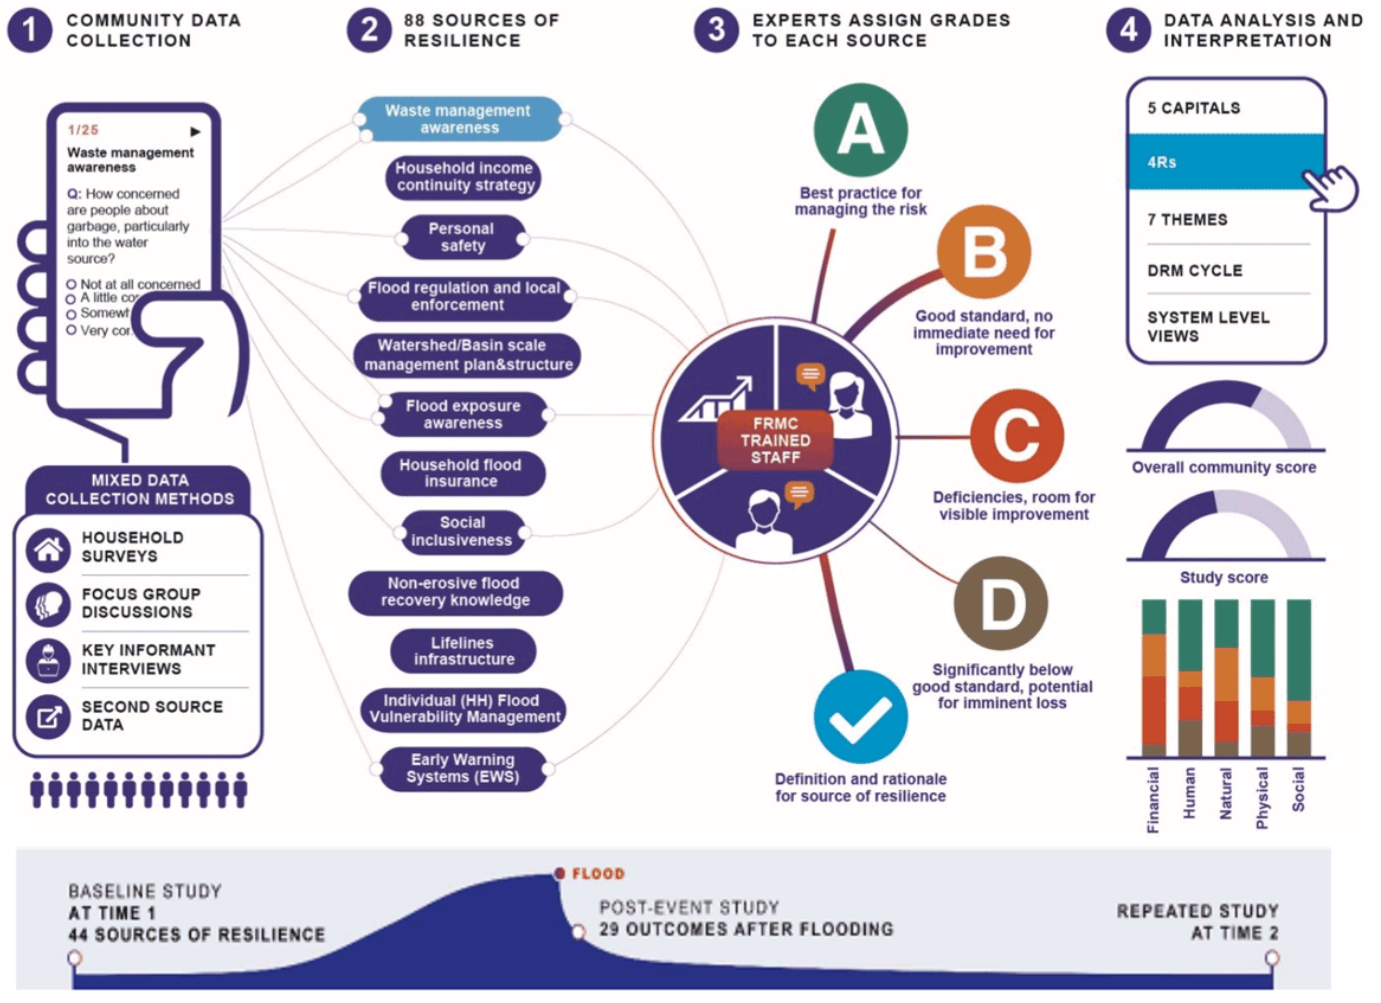 1
COMMUNITY DATA
COLLECTION
1/25
Waste management
awareness
Q: How concerned
are people about
garbage, particularly
into the water
source?
Not at all concerned
A little
Very
MIXED DATA
COLLECTION METHODS
HOUSEHOLD
SURVEYS
FOCUS GROUP
DISCUSSIONS
KEY INFORMANT
INTERVIEWS
SECOND SOURCE
DATA
2
88 SOURCES OF
RESILIENCE
Waste management
awareness
Household income
continuity strategy
Personal
safety
Flood regulation and local
enforcement
Watershed/Basin scale
management plan&structure
Flood exposure
awareness
Household flood
insurance
Social
inclusiveness
Non-erosive flood
recovery knowledge
Lifelines
infrastructure
Individual (HH) Flood
Vulnerability Management
Early Warning
Systems (EWS)
3
EXPERTS ASSIGN GRADES
TO EACH SOURCE
FRMC
TRAINED
STAFF
A
Best practice for
managing the risk
B
Good standard, no
immediate need for
improvement
C
Deficiencies, room for
visible improvement
D
Significantly below
good standard, potential
for imminent loss
Definition and rationale
for source of resilience
4
DATA ANALYSIS AND
INTERPRETATION
5 CAPITALS
4Rs
7 THEMES
DRM CYCLE
SYSTEM LEVEL
VIEWS
Overall community score
Study score
Financial
Human
Natural
Physical
Social
BASELINE STUDY
AT TIME 1
44 SOURCES OF RESILIENCE
FLOOD
POST-EVENT STUDY
29 OUTCOMES AFTER FLOODING
REPEATED STUDY
AT TIME 2